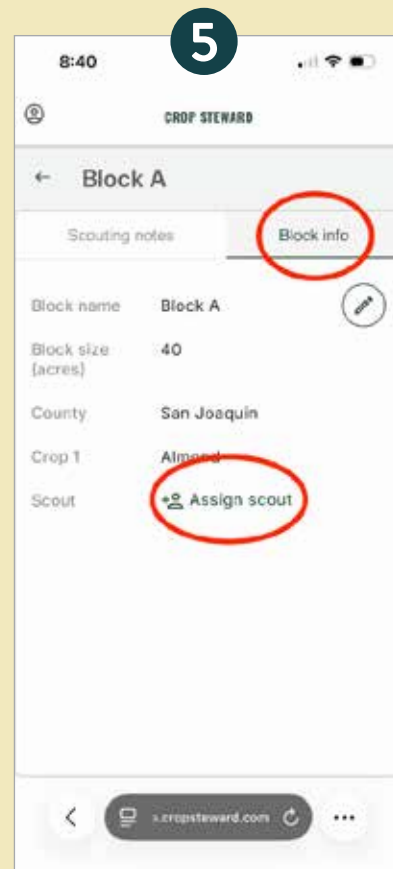 5
8:40
CROP STEWARD
← Block A
Scouting notes Block info
Block name Block A
Block size 40
(acres)
County San Joaquin
Crop 1 Almond
Scout Assign scout
s.cropsteward.com